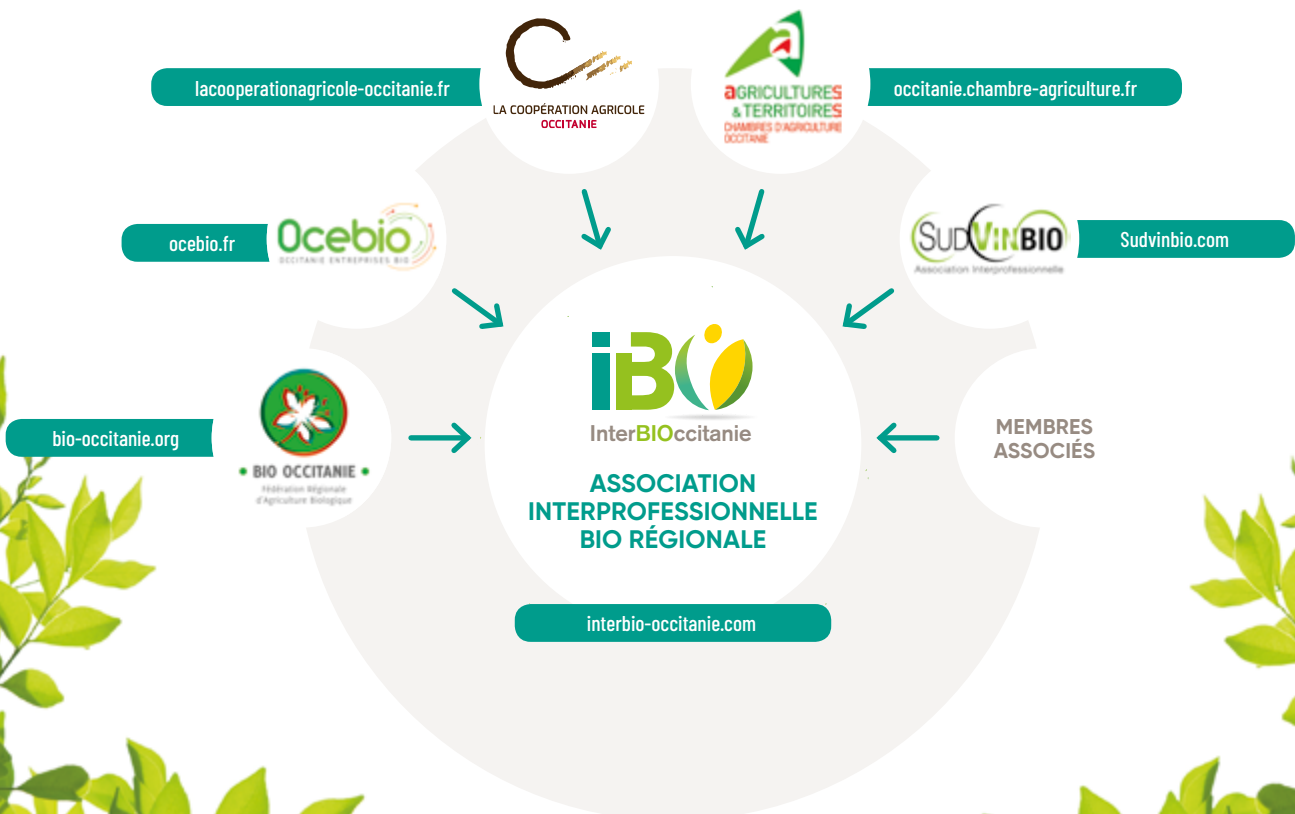 lacooperationagricole-occitanie.fr
LA COOPÉRATION AGRICOLE
OCCITANIE
aGRICULTURES
& TERRITOIRES
CHAMBRES D'AGRICULTURE
OCCITANIE
occitanie.chambre-agriculture.fr
ocebio.fr
Ocebio
OCCITANIE ENTREPRISES BIO
SUDVINBIO
Association Interprofessionnelle
Sudvinbio.com
bio-occitanie.org
• BIO OCCITANIE •
Fédération Régionale
d'Agriculture Biologique
iBO
InterBIOccitanie
ASSOCIATION
INTERPROFESSIONNELLE
BIO RÉGIONALE
MEMBRES
ASSOCIÉS
interbio-occitanie.com